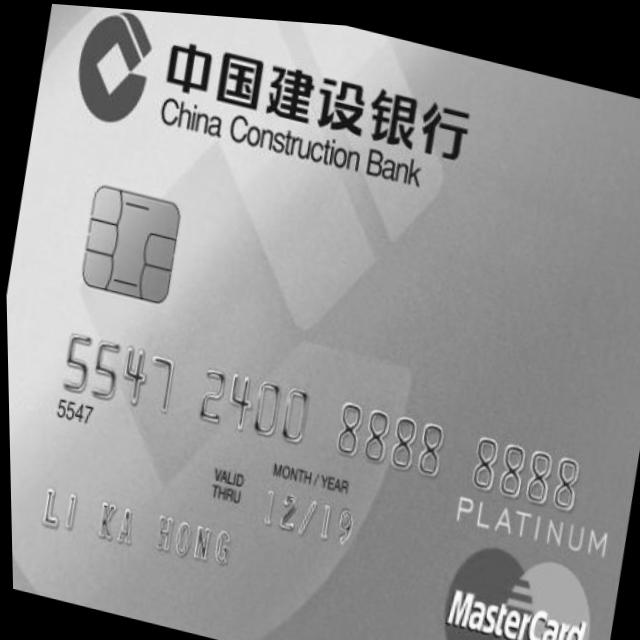 中国建设银行
China Construction Bank
5547 2400 8888 8888
5547
VALID THRU
MONTH / YEAR
12/19
LI KA HONG
PLATINUM
MasterCard